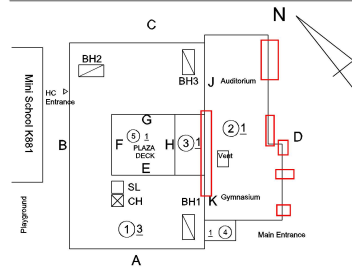 C
N
BH2
BH3
J
Auditorium
HC
Entrance
Mini School K881
G
B
F
5
1
PLAZA
DECK
H
3 1
2 1
D
E
Vent
SL
CH
BH1
K
Gymnasium
Playground
1 3
1
4
Main Entrance
A